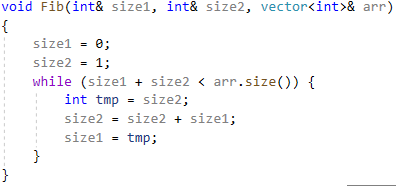 void Fib(int& size1, int& size2, vector<int>& arr)
{
    size1 = 0;
    size2 = 1;
    while (size1 + size2 < arr.size()) {
        int tmp = size2;
        size2 = size2 + size1;
        size1 = tmp;
    }
}